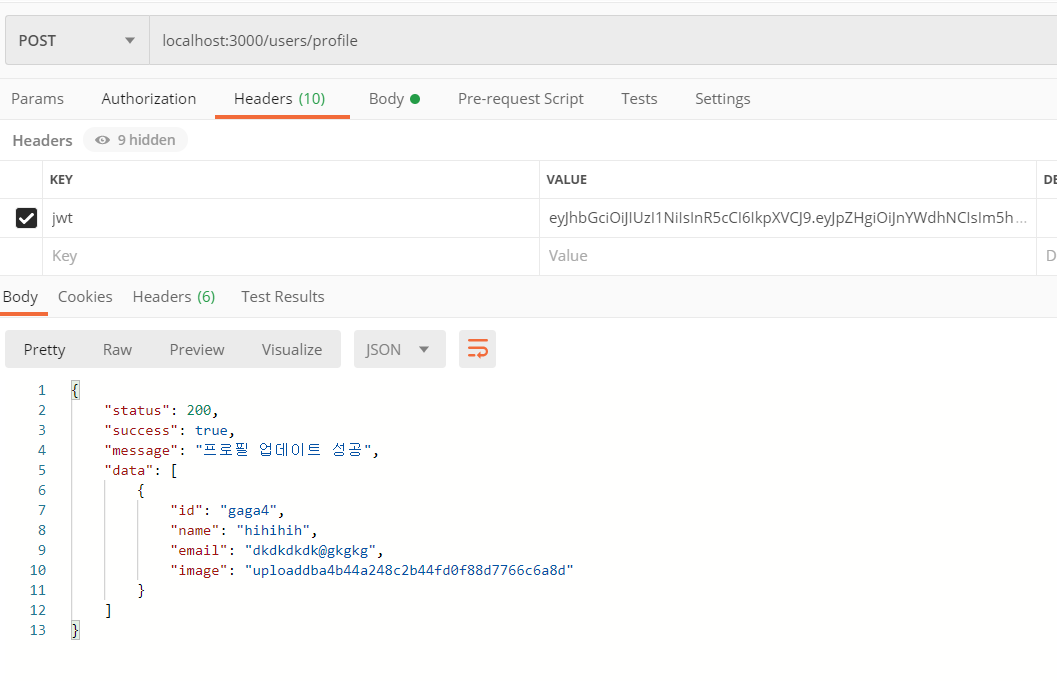 POST localhost:3000/users/profile
Params Authorization Headers (10) Body Pre-request Script Tests Settings
Headers 9 hidden
KEY VALUE DE
jwt eyJhbGciOiJIUzI1NiIsInR5cCI6IkpXVCJ9.eyJpZHgiOiJnYWdhNCIsIm5h...
Key Value D
Body Cookies Headers (6) Test Results
Pretty Raw Preview Visualize JSON
1 {
2 "status": 200,
3 "success": true,
4 "message": "프로필 업데이트 성공",
5 "data": [
6 {
7 "id": "gaga4",
8 "name": "hihihih",
9 "email": "dkdkdkdk@gkgkg",
10 "image": "uploaddba4b44a248c2b44fd0f88d7766c6a8d"
11 }
12 ]
13 }